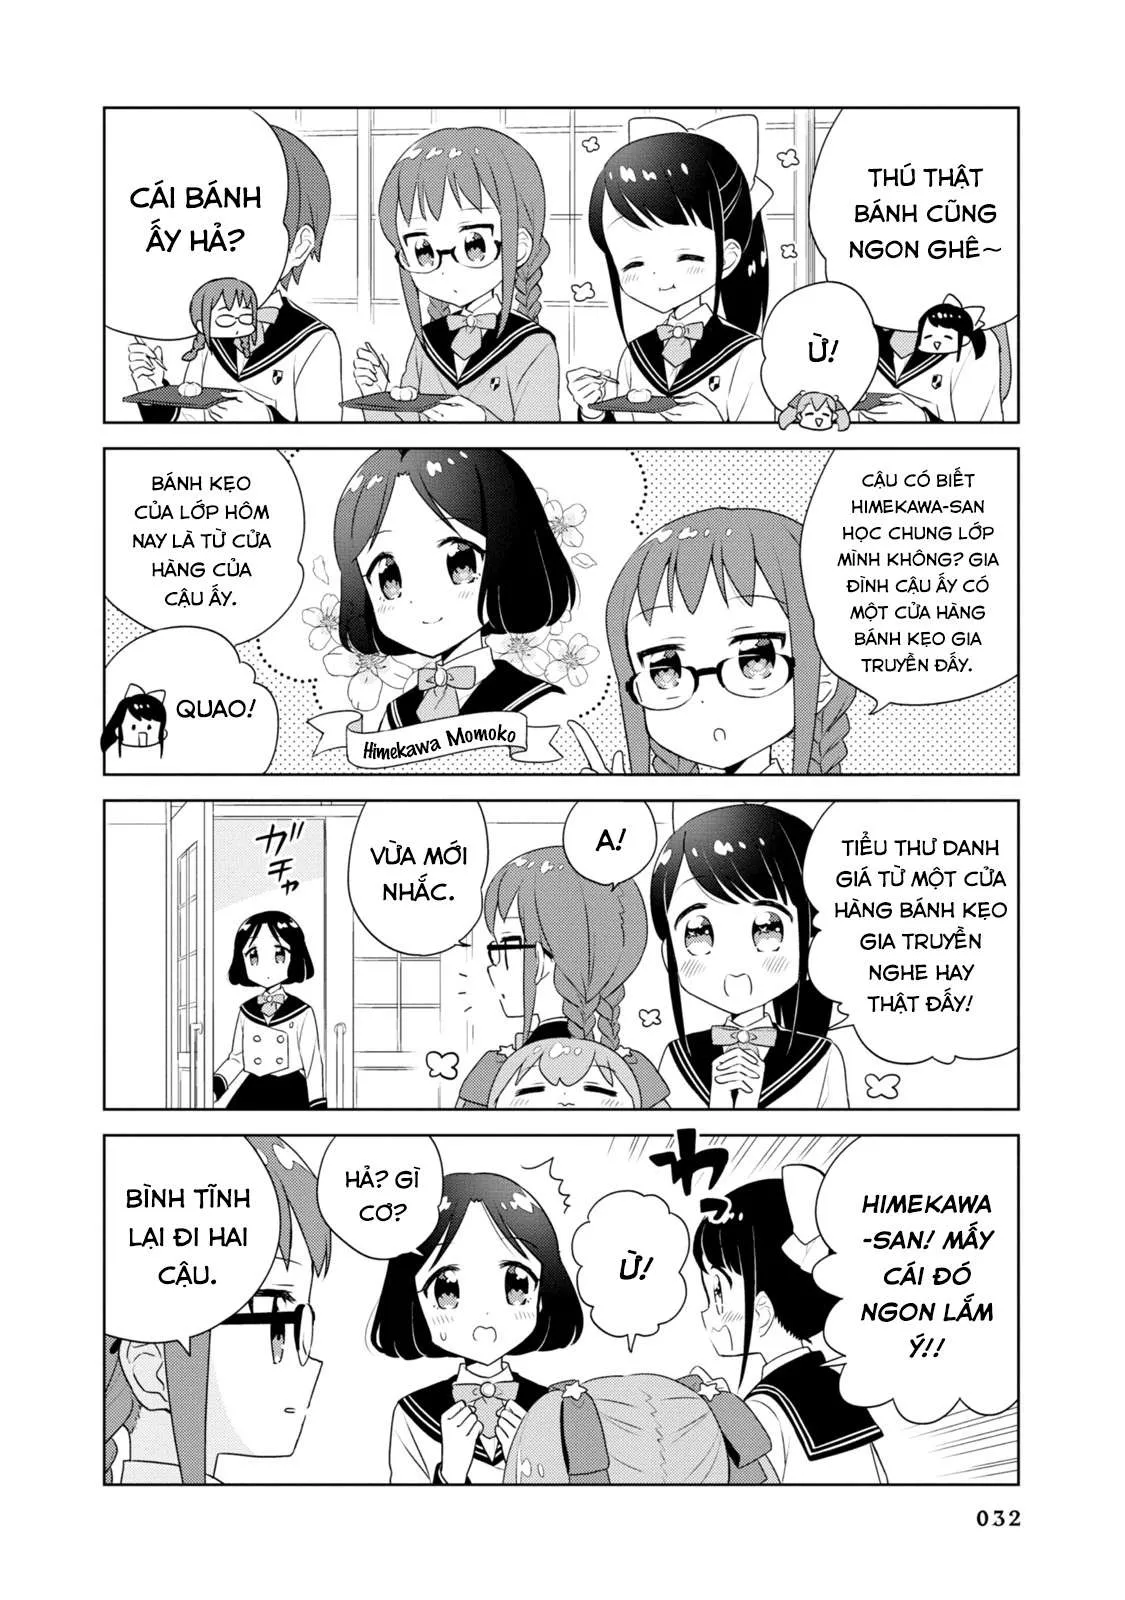 THÚ THẬT
BÁNH CŨNG
NGON GHÊ~
Ừ!
CÁI BÁNH
ẤY HẢ?
CẬU CÓ BIẾT
HIMEKAWA-SAN
HỌC CHUNG LỚP
MÌNH KHÔNG? GIA
ĐÌNH CẬU ẤY CÓ
MỘT CỬA HÀNG
BÁNH KẸO GIA
TRUYỀN ĐẤY.
Himekawa Momoko
BÁNH KẸO
CỦA LỚP HÔM
NAY LÀ TỪ CỬA
HÀNG CỦA
CẬU ẤY.
QUAO!
TIỂU THƯ DANH
GIÁ TỪ MỘT CỬA
HÀNG BÁNH KẸO
GIA TRUYỀN
NGHE HAY
THẬT ĐẤY!
A!
VỪA MỚI
NHẮC.
ガチャ
HIMEKAWA
-SAN! MẤY
CÁI ĐÓ
NGON LẮM
Ý!!
わっ
Ừ!
HẢ? GÌ
CƠ?
BÌNH TĨNH
LẠI ĐI HAI
CẬU.
032